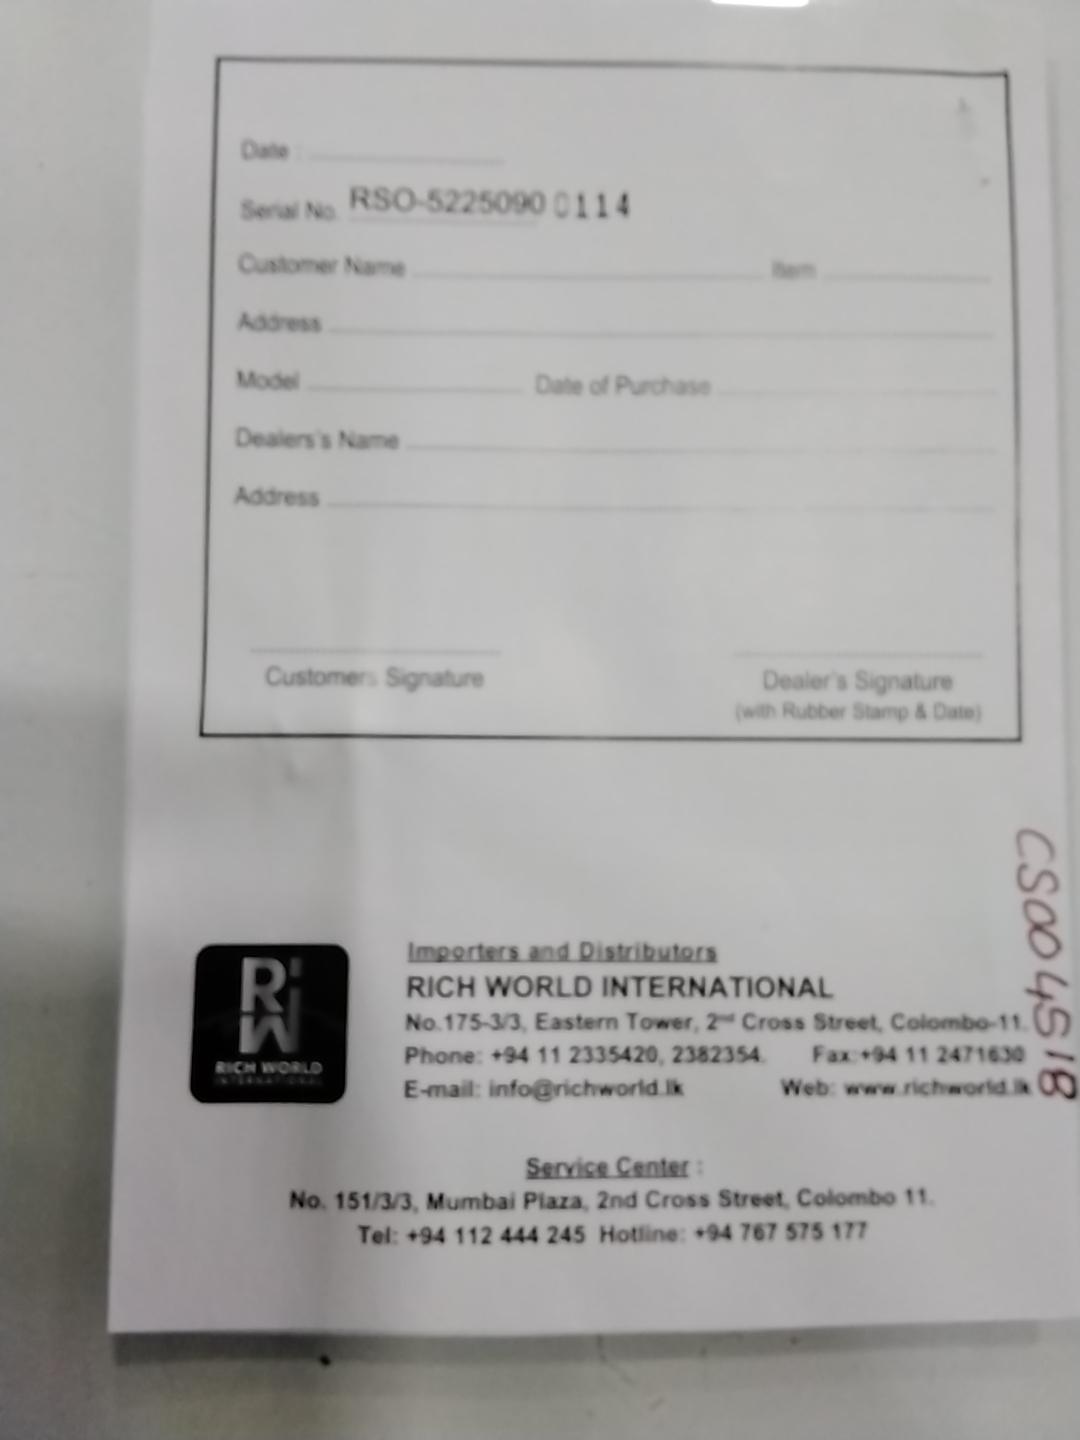 Date :
Serial No. RSO-5225090 0114
Customer Name Item
Address
Model Date of Purchase
Dealers's Name
Address
Customers Signature Dealer's Signature
(with Rubber Stamp & Date)
CS004518
Importers and Distributors
RICH WORLD INTERNATIONAL
No.175-3/3, Eastern Tower, 2nd Cross Street, Colombo-11.
Phone: +94 11 2335420, 2382354. Fax:+94 11 2471630
E-mail: info@richworld.lk Web: www.richworld.lk
RiW
RICH WORLD
INTERNATIONAL
Service Center :
No. 151/3/3, Mumbai Plaza, 2nd Cross Street, Colombo 11.
Tel: +94 112 444 245 Hotline: +94 767 575 177